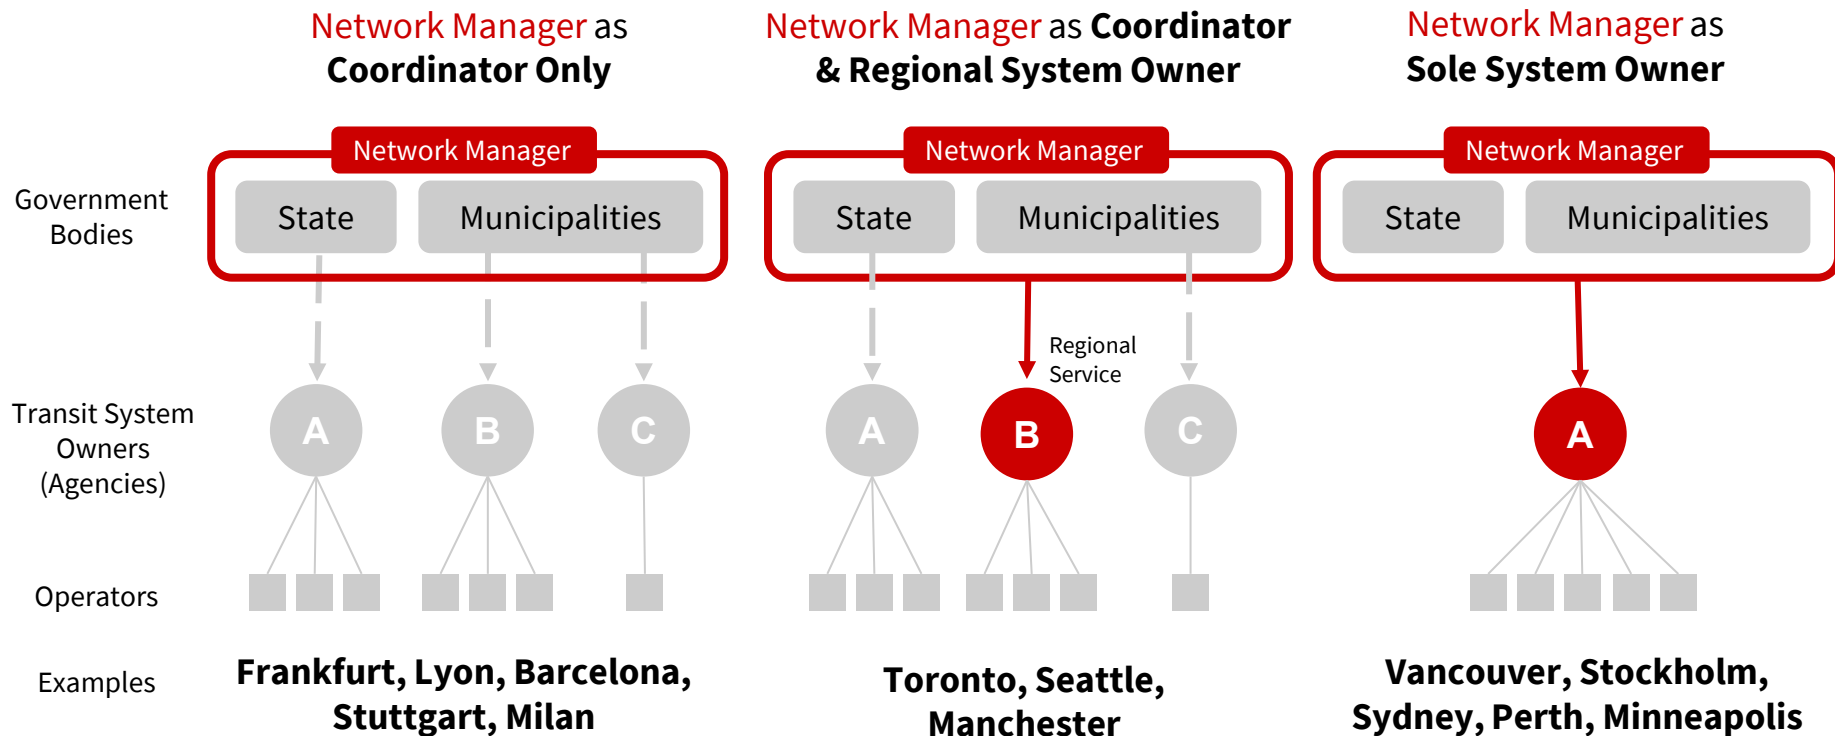 Network Manager as
Coordinator Only
Network Manager as Coordinator
& Regional System Owner
Network Manager as
Sole System Owner
Government
Bodies
Network Manager
State
Municipalities
Network Manager
State
Municipalities
Network Manager
State
Municipalities
Regional
Service
Transit System
Owners
(Agencies)
A
B
C
A
B
C
A
Operators
Examples
Frankfurt, Lyon, Barcelona,
Stuttgart, Milan
Toronto, Seattle,
Manchester
Vancouver, Stockholm,
Sydney, Perth, Minneapolis